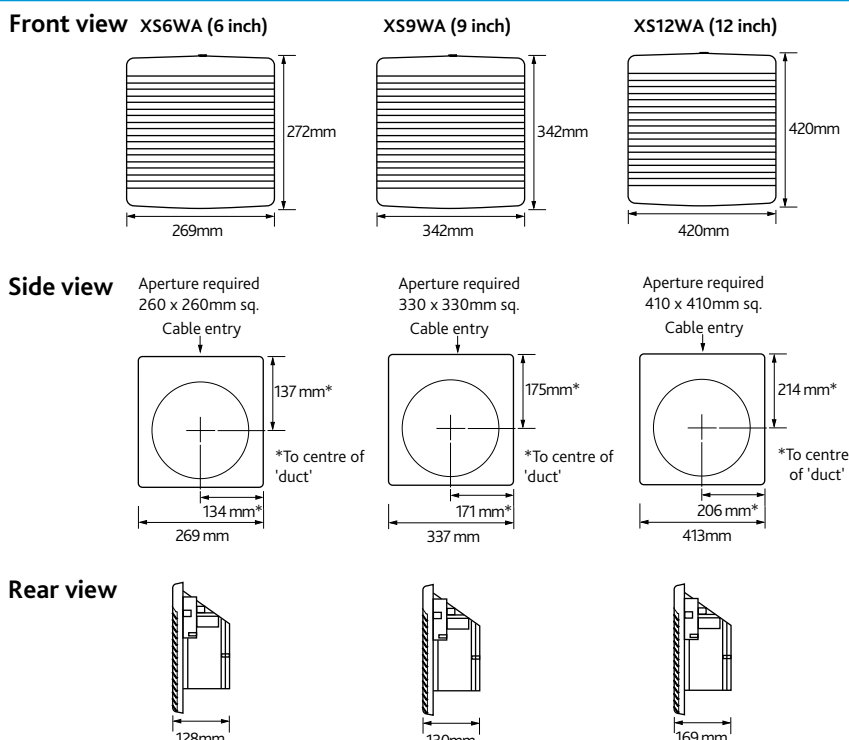 Front view XS6WA (6 inch) XS9WA (9 inch) XS12WA (12 inch)
272mm 342mm 420mm
269mm 342mm 420mm
Side view
Aperture required
260 x 260mm sq.
Cable entry
137 mm*
*To centre of
'duct'
134 mm*
269 mm
Aperture required
330 x 330mm sq.
Cable entry
175mm*
*To centre of
'duct'
171 mm*
337 mm
Aperture required
410 x 410mm sq.
Cable entry
214 mm*
*To centre
of 'duct'
206 mm*
413mm
Rear view
128mm 130mm 169 mm